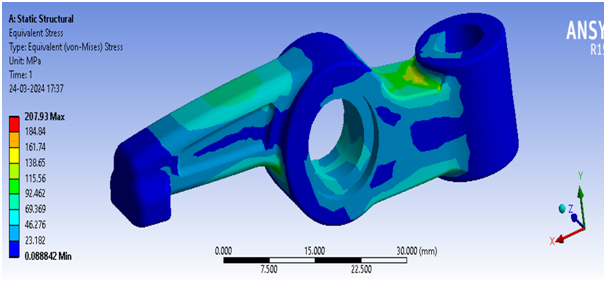 A: Static Structural
Equivalent Stress
Type: Equivalent (von-Mises) Stress
Unit: MPa
Time: 1
24-03-2024 17:37
207.93 Max
184.84
161.74
138.65
115.56
92.462
69.369
46.276
23.182
0.088842 Min
ANSY
R15
0.000
15.000
30.000 (mm)
7.500
22.500
Y
Z
X